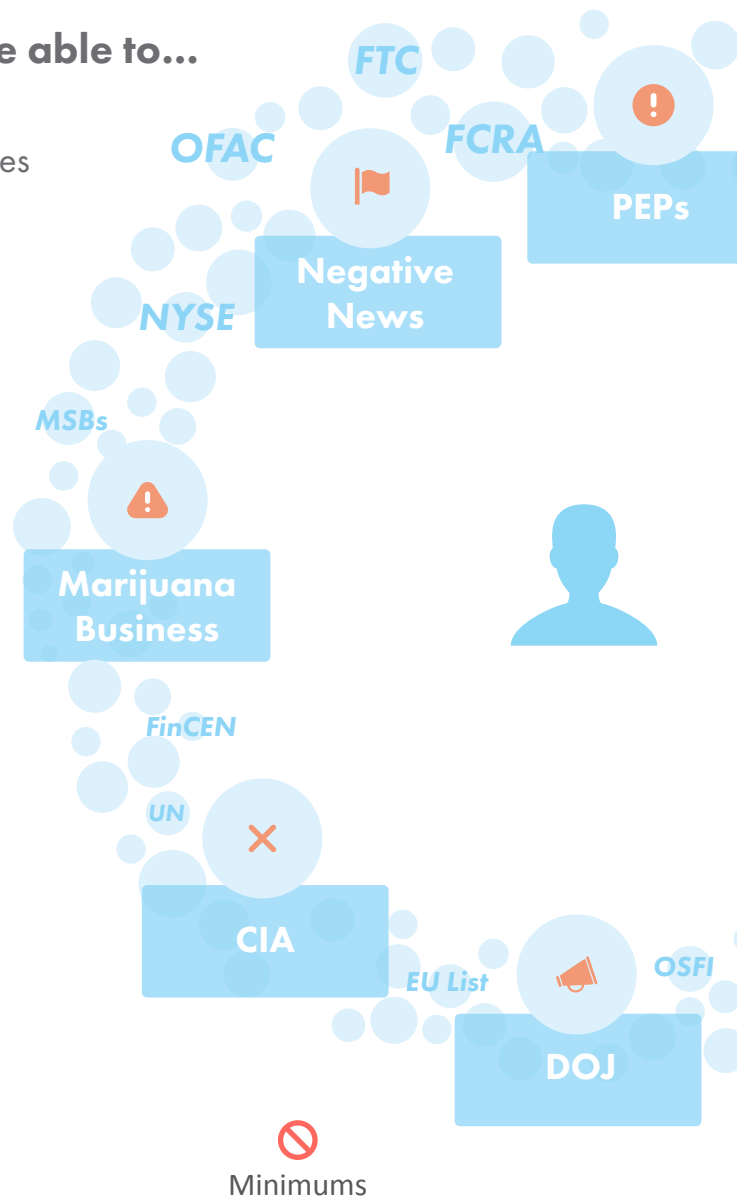 e able to...
FTC
OFAC
FCRA
es
PEPs
Negative
News
NYSE
MSBs
Marijuana
Business
FinCEN
UN
CIA
EU List
OSFI
DOJ
Minimums